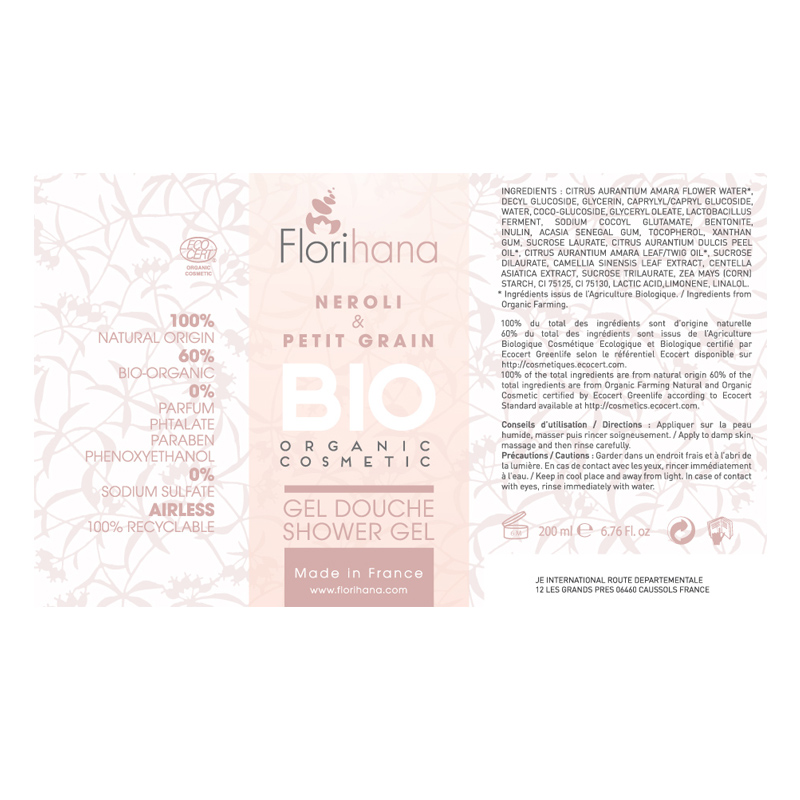 ECO
CERT
ORGANIC
COSMETIC
100%
NATURAL ORIGIN
60%
BIO-ORGANIC
0%
PARFUM
PHTALATE
PARABEN
PHENOXYETHANOL
0%
SODIUM SULFATE
AIRLESS
100% RECYCLABLE
Florihana
NEROLI
&
PETIT GRAIN
BIO
ORGANIC
COSMETIC
GEL DOUCHE
SHOWER GEL
Made in France
www.florihana.com
INGREDIENTS : CITRUS AURANTIUM AMARA FLOWER WATER*,
DECYL GLUCOSIDE, GLYCERIN, CAPRYLYL/CAPRYL GLUCOSIDE,
WATER, COCO-GLUCOSIDE, GLYCERYL OLEATE, LACTOBACILLUS
FERMENT, SODIUM COCOYL GLUTAMATE, BENTONITE,
INULIN, ACASIA SENEGAL GUM, TOCOPHEROL, XANTHAN
GUM, SUCROSE LAURATE, CITRUS AURANTIUM DULCIS PEEL
OIL*, CITRUS AURANTIUM AMARA LEAF/TWIG OIL*, SUCROSE
DILAURATE, CAMELLIA SINENSIS LEAF EXTRACT, CENTELLA
ASIATICA EXTRACT, SUCROSE TRILAURATE, ZEA MAYS (CORN)
STARCH, CI 75125, CI 75130, LACTIC ACID,LIMONENE, LINALOL.
* Ingrédients issus de l'Agriculture Biologique. / Ingredients from
Organic Farming.
100% du total des ingrédients sont d'origine naturelle
60% du total des ingrédients sont issus de l'Agriculture
Biologique Cosmétique Ecologique et Biologique certifié par
Ecocert Greenlife selon le référentiel Ecocert disponible sur
http://cosmetiques.ecocert.com.
100% of the total ingredients are from natural origin 60% of the
total ingredients are from Organic Farming Natural and Organic
Cosmetic certified by Ecocert Greenlife according to Ecocert
Standard available at http://cosmetics.ecocert.com.
Conseils d'utilisation / Directions : Appliquer sur la peau
humide, masser puis rincer soigneusement. / Apply to damp skin,
massage and then rinse carefully.
Précautions / Cautions : Garder dans un endroit frais et à l'abri de
la lumière. En cas de contact avec les yeux, rincer immédiatement
à l'eau. / Keep in cool place and away from light. In case of contact
with eyes, rinse immediately with water.
200 ml e 6.76 Fl. oz
JE INTERNATIONAL ROUTE DEPARTEMENTALE
12 LES GRANDS PRES 06460 CAUSSOLS FRANCE